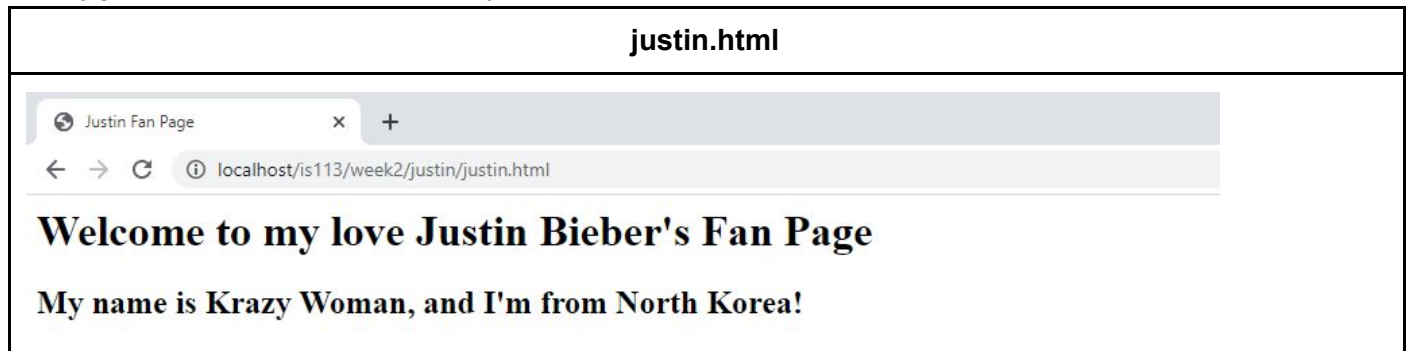 justin.html
Justin Fan Page
localhost/is113/week2/justin/justin.html
Welcome to my love Justin Bieber's Fan Page
My name is Krazy Woman, and I'm from North Korea!